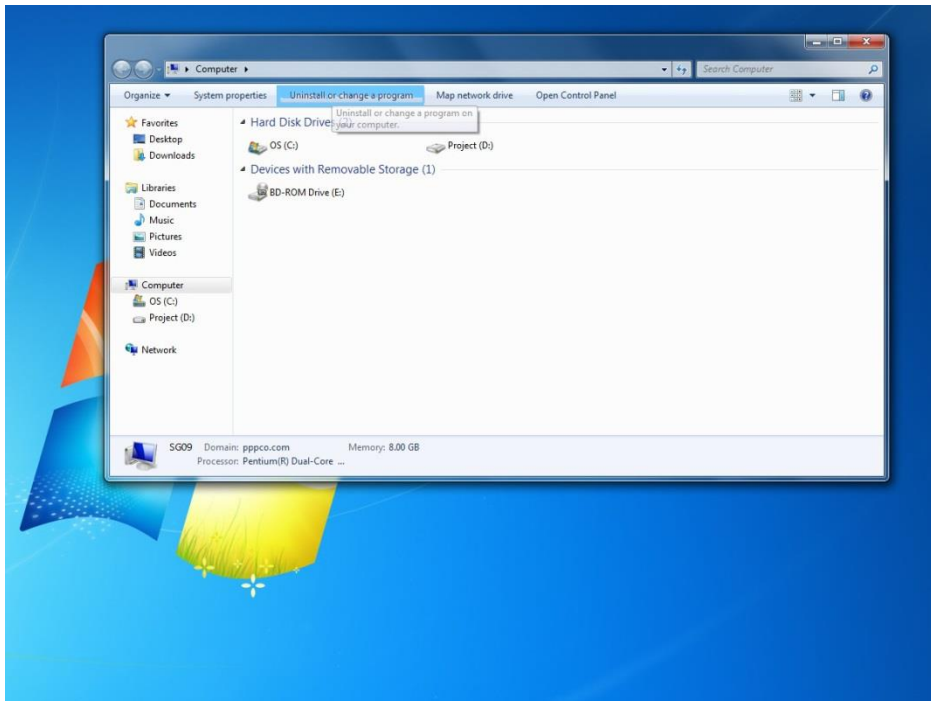 Computer
Search Computer
Organize System properties Uninstall or change a program Map network drive Open Control Panel
Uninstall or change a program on
your computer.
Favorites
Desktop
Downloads
Libraries
Documents
Music
Pictures
Videos
Computer
OS (C:)
Project (D:)
Network
Hard Disk Drives (2)
OS (C:) Project (D:)
Devices with Removable Storage (1)
BD-ROM Drive (E:)
SG09 Domain: pppco.com Memory: 8.00 GB
Processor: Pentium(R) Dual-Core ...